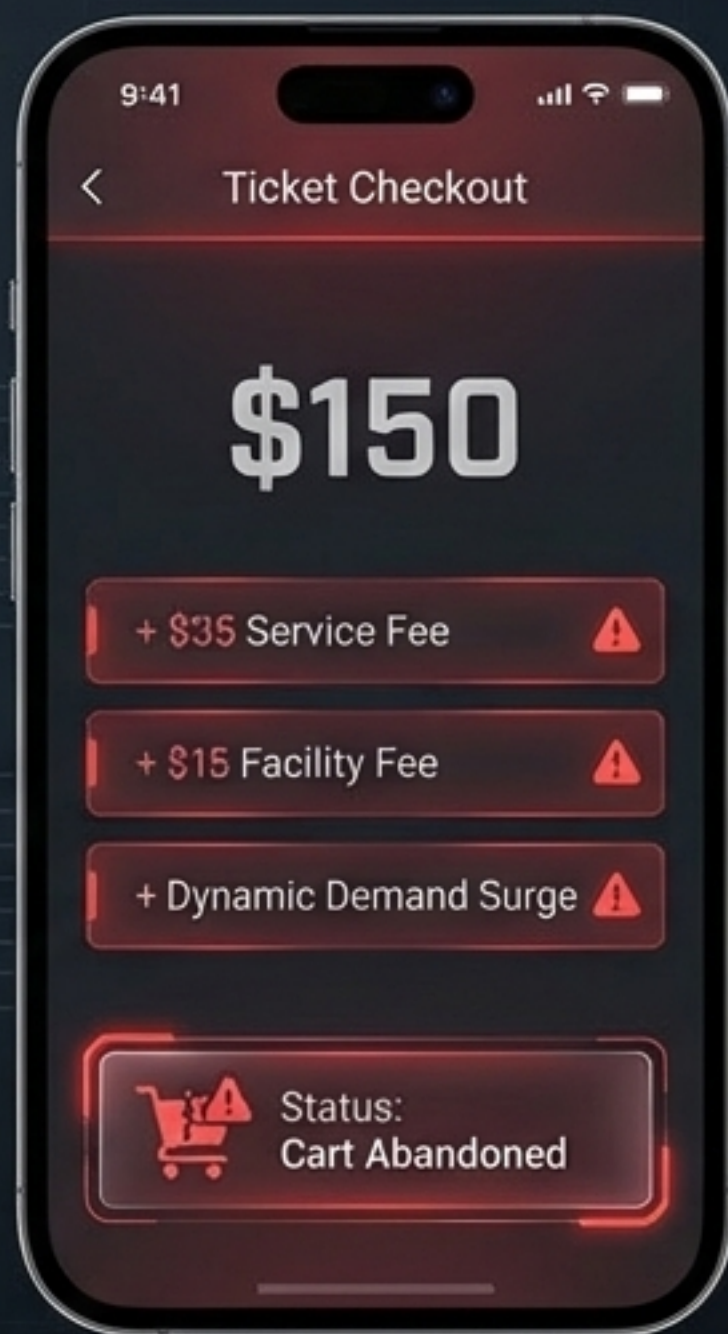 9:41
Ticket Checkout
$150
+ $35 Service Fee
+ $15 Facility Fee
+ Dynamic Demand Surge
Status:
Cart Abandoned